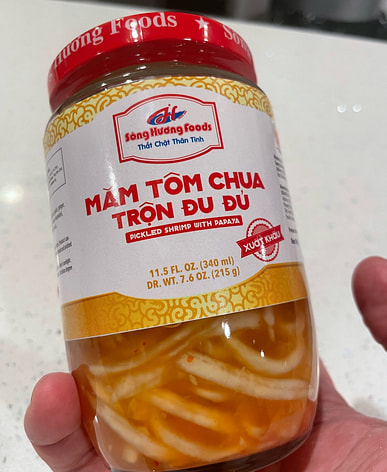 Hương Foods ★ So
Sông Hương Foods
Thắt Chặt Thân Tình
MẮM TÔM CHUA
TRỘN ĐU ĐỦ
PICKLED SHRIMP WITH PAPAYA
XUẤT KHẨU
11.5 FL. OZ. (340 ml)
DR. WT. 7.6 OZ. (215 g)